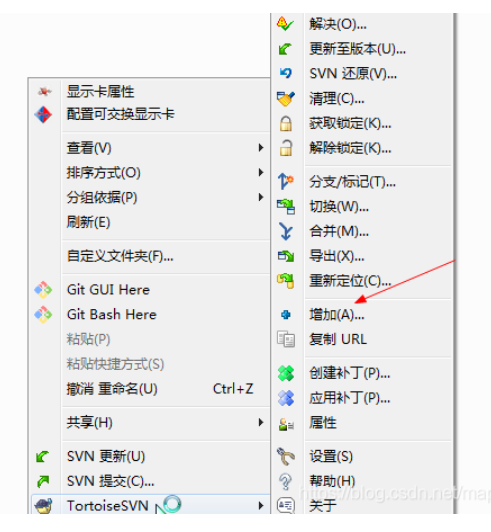 显示卡属性
配置可交换显示卡
查看(V)
排序方式(O)
分组依据(P)
刷新(E)
自定义文件夹(F)...
Git GUI Here
Git Bash Here
粘贴(P)
粘贴快捷方式(S)
撤消 重命名(U) Ctrl+Z
共享(H)
SVN 更新(U)
SVN 提交(C)...
TortoiseSVN
解决(O)...
更新至版本(U)...
SVN 还原(V)...
清理(C)...
获取锁定(K)...
解除锁定(K)...
分支/标记(T)...
切换(W)...
合并(M)...
导出(X)...
重新定位(C)...
增加(A)...
复制 URL
创建补丁(P)...
应用补丁(P)...
属性
设置(S)
帮助(H)
关于
https://blog.csdn.net/map